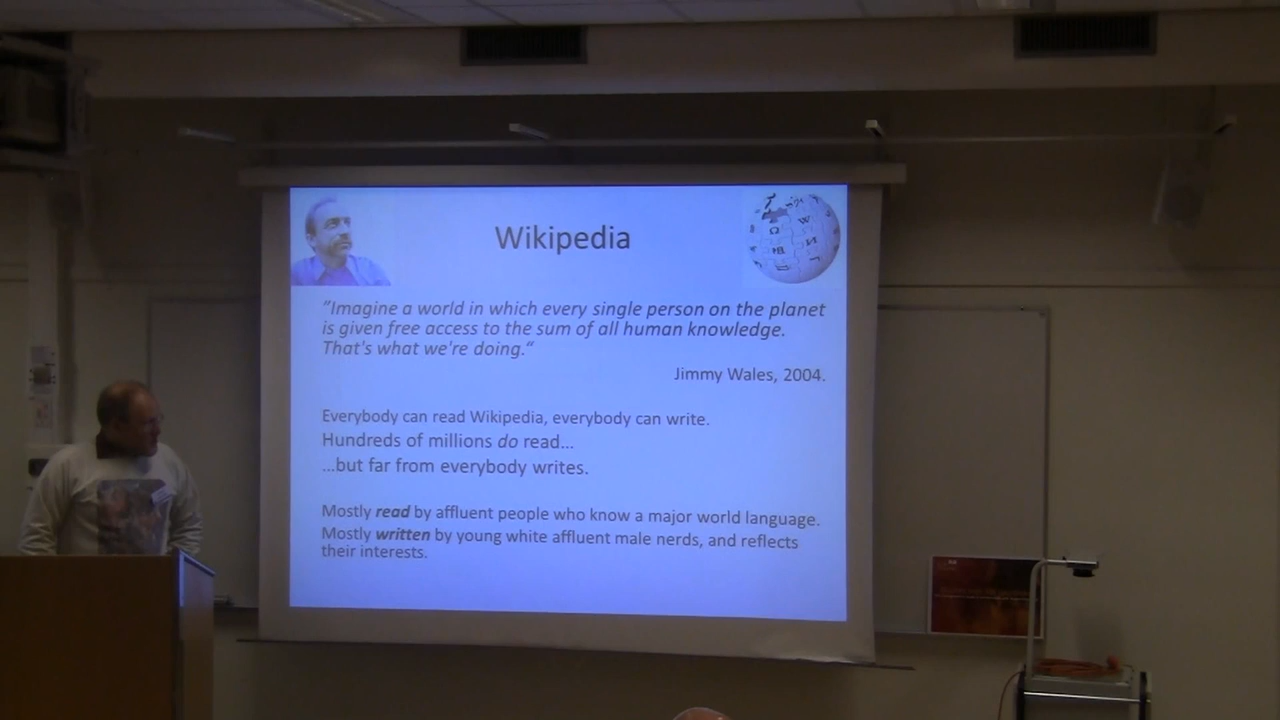 Wikipedia
"Imagine a world in which every single person on the planet
is given free access to the sum of all human knowledge.
That's what we're doing."
Jimmy Wales, 2004.
Everybody can read Wikipedia, everybody can write.
Hundreds of millions do read...
...but far from everybody writes.
Mostly read by affluent people who know a major world language.
Mostly written by young white affluent male nerds, and reflects
their interests.